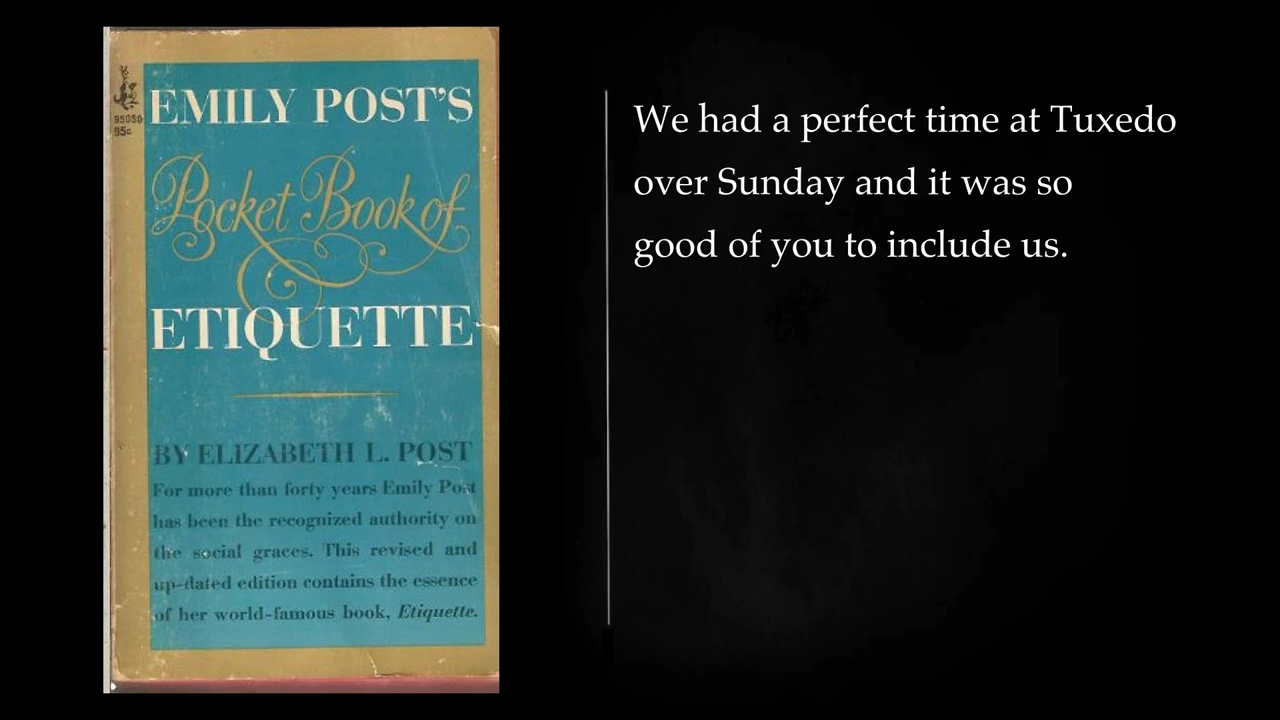 95050
95c
EMILY POST'S
Pocket Book of
ETIQUETTE
BY ELIZABETH L. POST
For more than forty years Emily Post
has been the recognized authority on
the social graces. This revised and
up-dated edition contains the essence
of her world-famous book, Etiquette.
We had a perfect time at Tuxedo
over Sunday and it was so
good of you to include us.